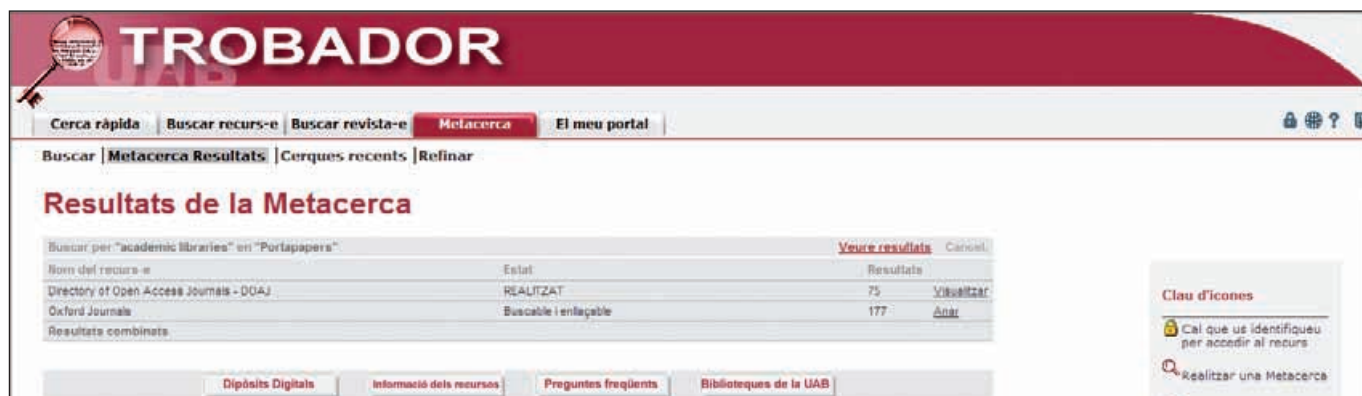 TROBADOR
UAB
Cerca ràpida | Buscar recurs-e | Buscar revista-e Metacerca El meu portal |
Buscar | Metacerca Resultats | Cerques recents | Refinar
Resultats de la Metacerca
Buscar per "academic libraries" en "Portapapers" Veure resultats Cancel.
Nom del recurs-e Estat Resultats
Directory of Open Access Journals - DOAJ REALITZAT 75 Visualitzar
Oxford Journals Buscable i enllaçable 177 Anar
Resultats combinats
Clau d'icones
Cal que us identifiqueu
per accedir al recurs
Realitzar una Metacerca
Dipòsits Digitals Informació dels recursos Preguntes freqüents Biblioteques de la UAB